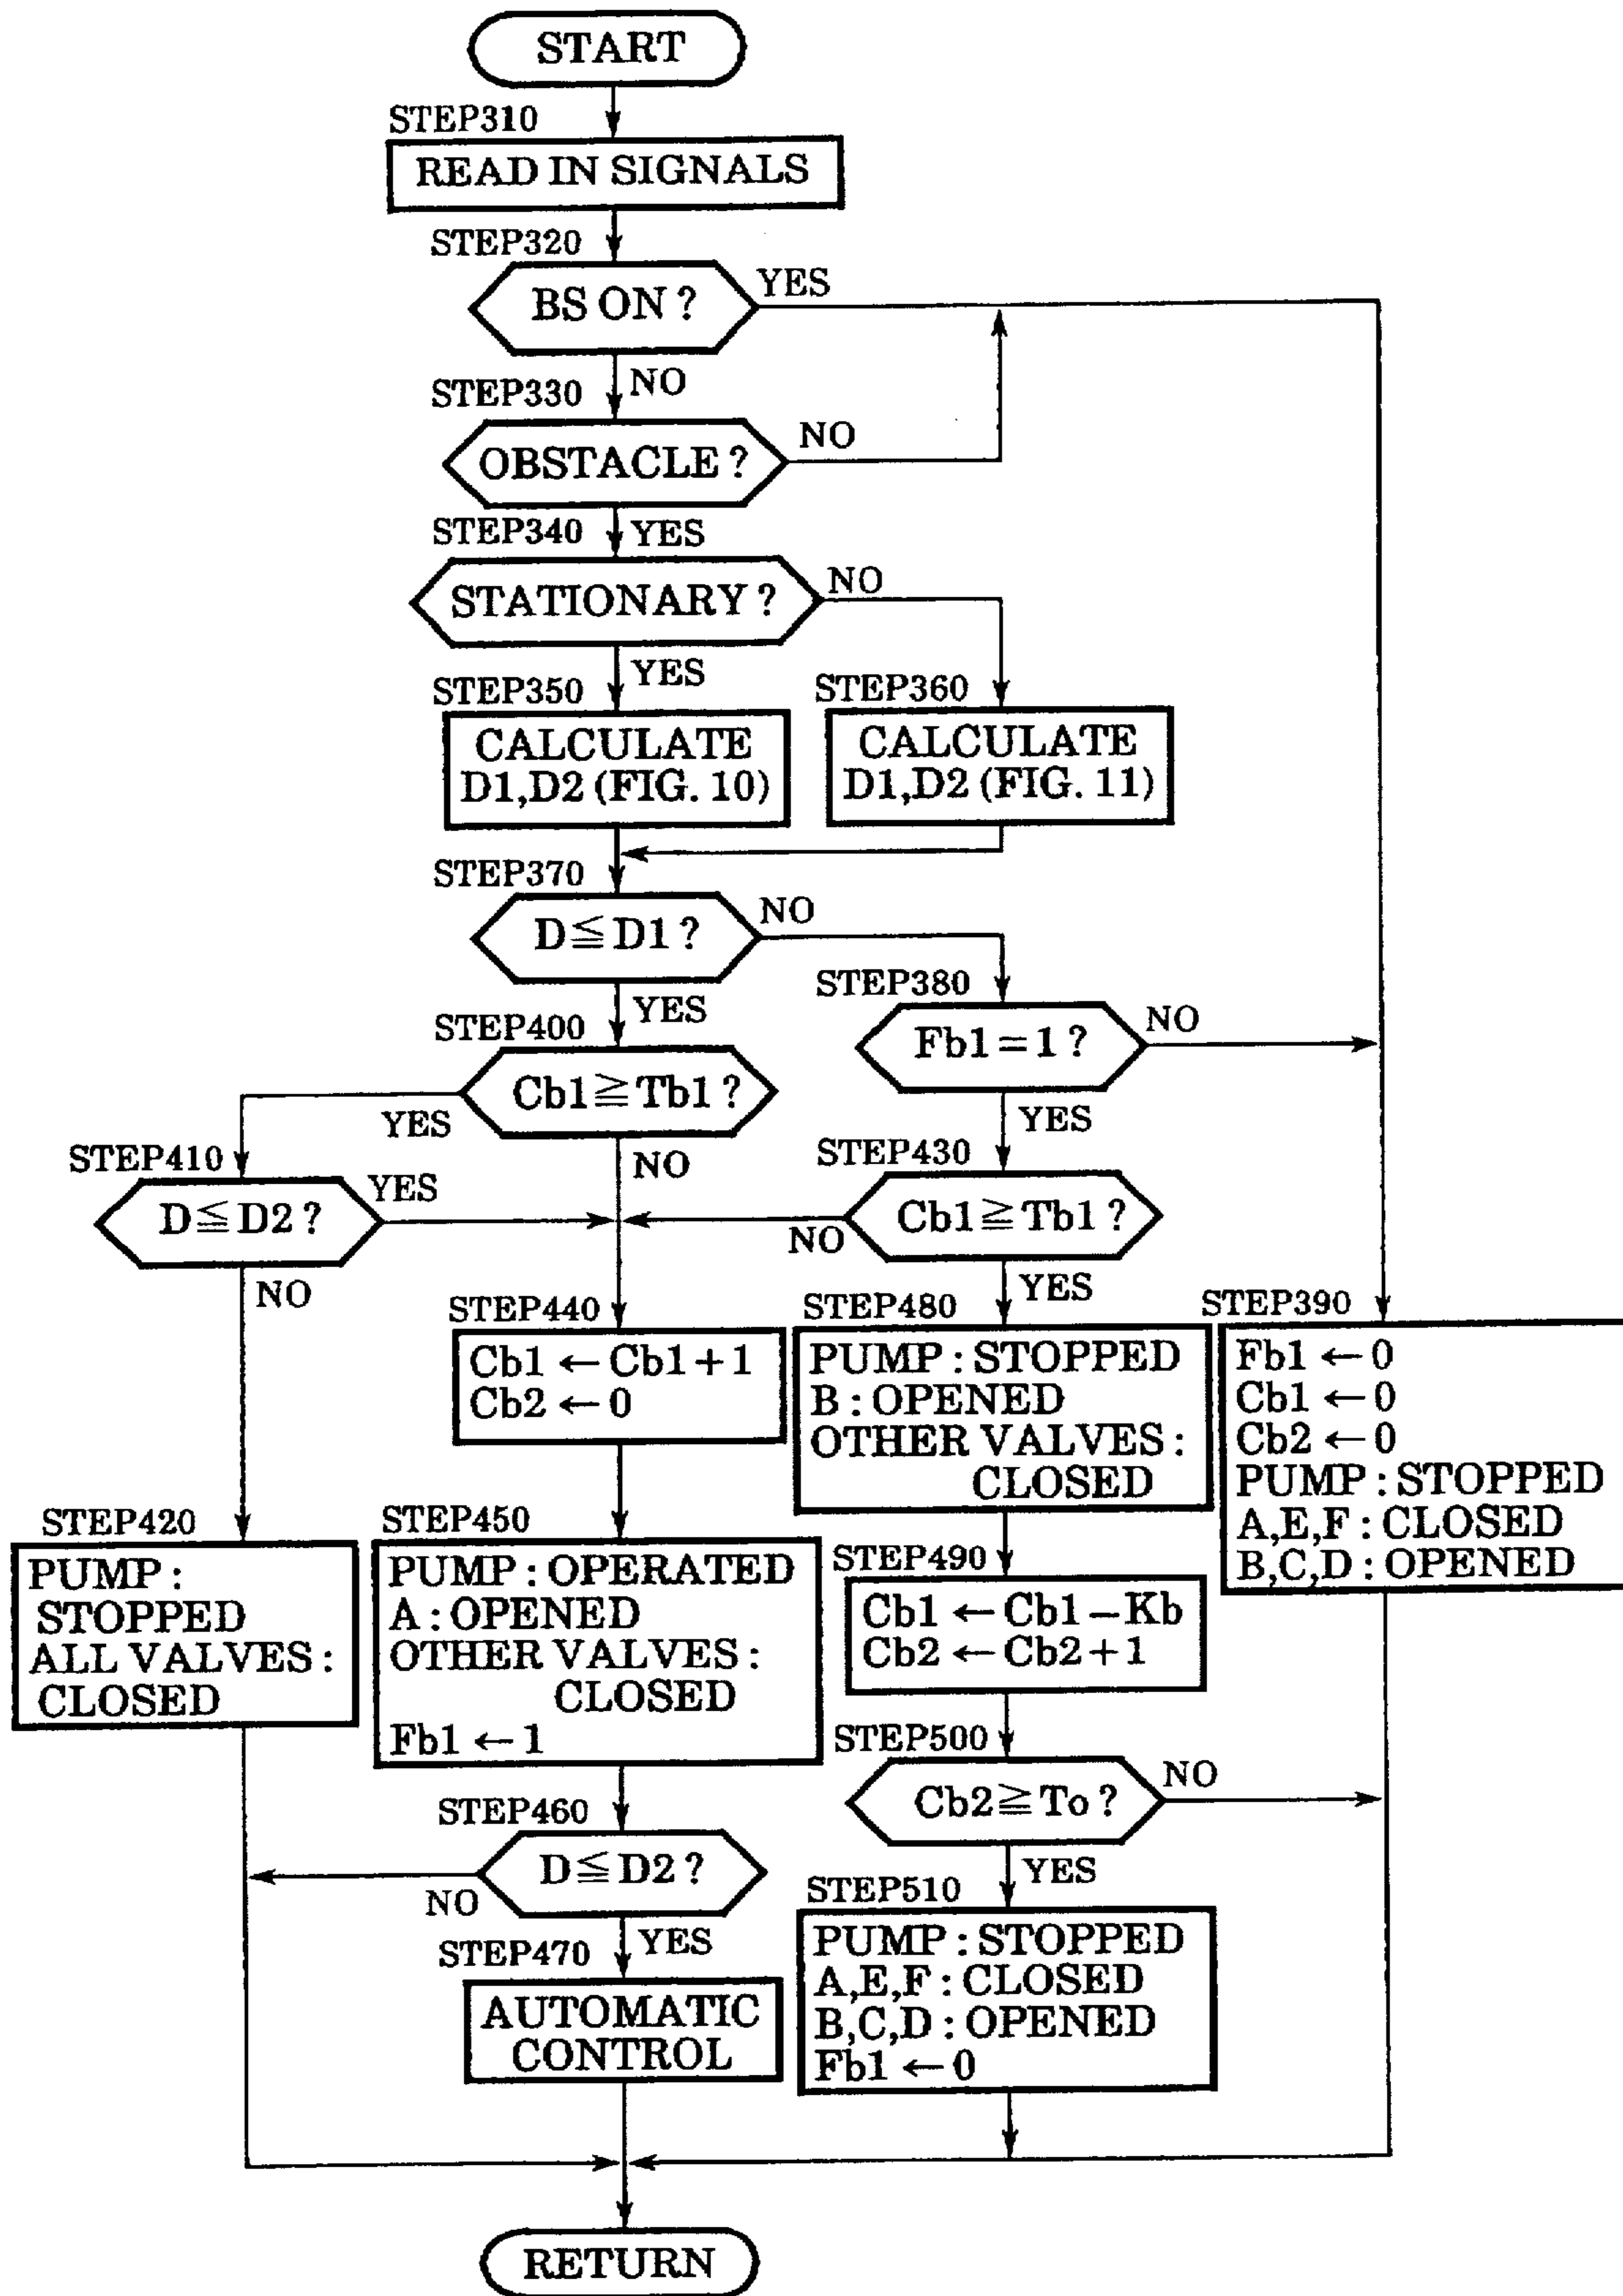 START
STEP310
READ IN SIGNALS
STEP320
BS ON ?
YES
NO
STEP330
OBSTACLE ?
NO
STEP340
YES
STATIONARY ?
NO
YES
STEP350
CALCULATE
D1,D2 (FIG. 10)
STEP360
CALCULATE
D1,D2 (FIG. 11)
STEP370
D≦D1 ?
NO
YES
STEP380
Fb1=1 ?
NO
YES
STEP400
Cb1≧Tb1 ?
YES
NO
STEP410
D≦D2 ?
YES
NO
STEP430
Cb1≧Tb1 ?
NO
YES
STEP440
Cb1 ← Cb1+1
Cb2 ← 0
STEP480
PUMP : STOPPED
B : OPENED
OTHER VALVES :
CLOSED
STEP390
Fb1 ← 0
Cb1 ← 0
Cb2 ← 0
PUMP : STOPPED
A,E,F : CLOSED
B,C,D : OPENED
STEP420
PUMP :
STOPPED
ALL VALVES :
CLOSED
STEP450
PUMP : OPERATED
A : OPENED
OTHER VALVES :
CLOSED
Fb1 ← 1
STEP490
Cb1 ← Cb1−Kb
Cb2 ← Cb2+1
STEP500
Cb2≧To ?
NO
YES
STEP460
D≦D2 ?
NO
YES
STEP470
AUTOMATIC
CONTROL
STEP510
PUMP : STOPPED
A,E,F : CLOSED
B,C,D : OPENED
Fb1 ← 0
RETURN